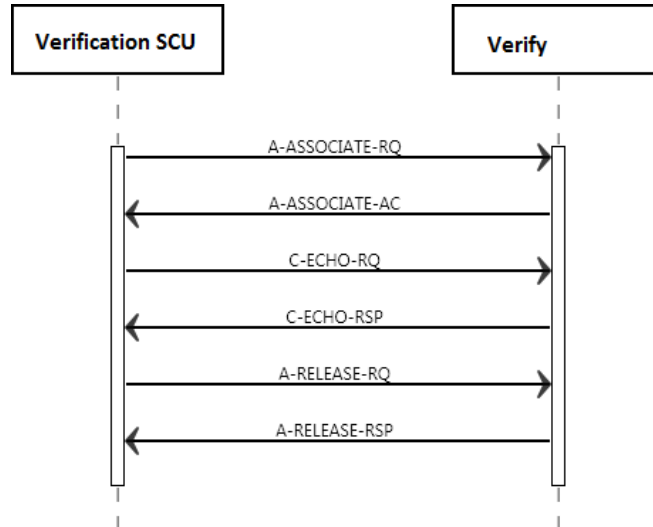 Verification SCU
Verify
A-ASSOCIATE-RQ
A-ASSOCIATE-AC
C-ECHO-RQ
C-ECHO-RSP
A-RELEASE-RQ
A-RELEASE-RSP